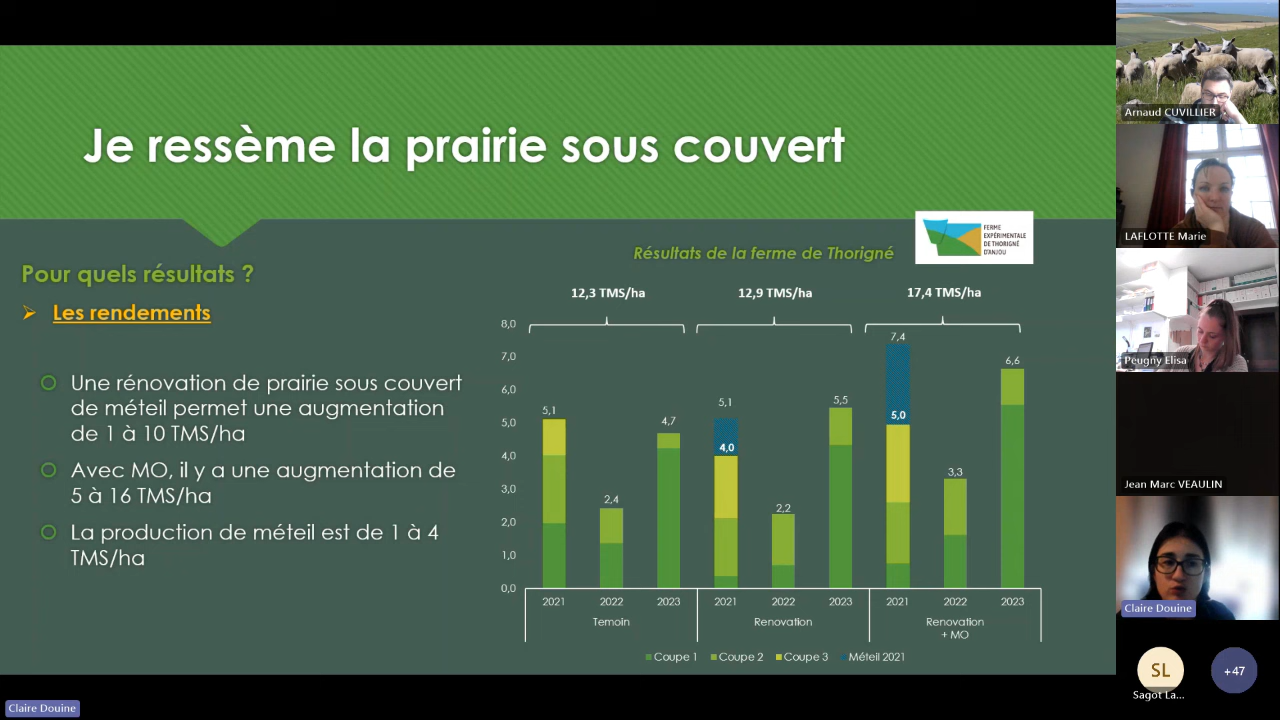 Je ressème la prairie sous couvert
Pour quels résultats ?
Les rendements
Une rénovation de prairie sous couvert
de méteil permet une augmentation
de 1 à 10 TMS/ha
Avec MO, il y a une augmentation de
5 à 16 TMS/ha
La production de méteil est de 1 à 4
TMS/ha
Résultats de la ferme de Thorigné
FERME
EXPÉRIMENTALE
DE THORIGNÉ
D'ANJOU
12,3 TMS/ha 12,9 TMS/ha 17,4 TMS/ha
8,0
7,0
6,0
5,0
4,0
3,0
2,0
1,0
0,0
5,1 2,4 4,7 5,1 4,0 2,2 5,5 7,4 5,0 3,3 6,6
2021 2022 2023 2021 2022 2023 2021 2022 2023
Temoin Renovation Renovation
+ MO
Coupe 1 Coupe 2 Coupe 3 Méteil 2021
Arnaud CUVILLIER
LAFLOTTE Marie
Peugny Elisa
Jean Marc VEAULIN
Claire Douine
SL
Sagot La...
+47
Claire Douine